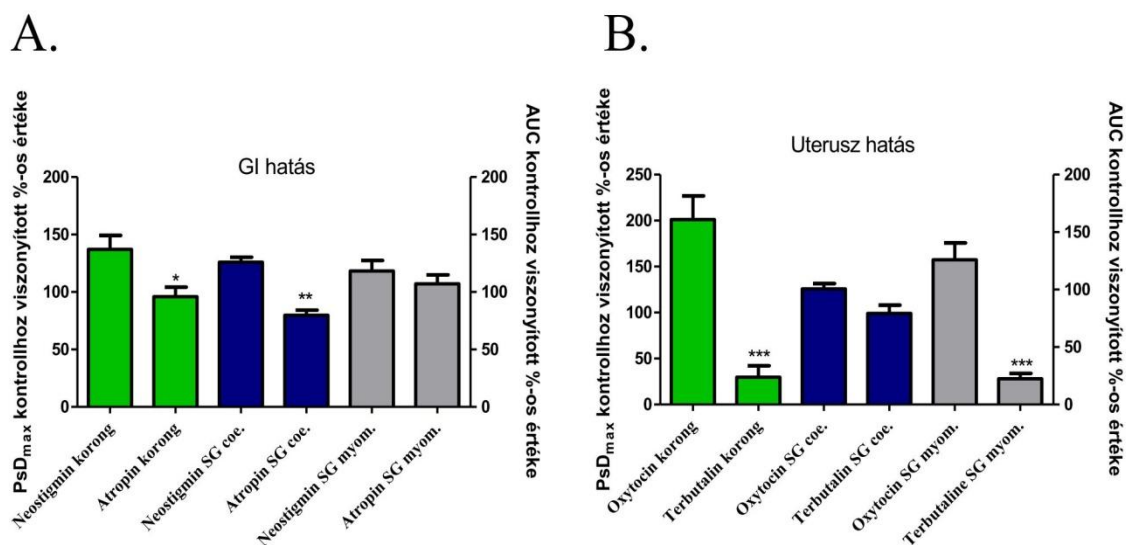 A.
GI hatás
PsDmax kontrollhoz viszonyított %-os értéke
200
150
100
50
0
AUC kontrollhoz viszonyított %-os értéke
200
150
100
50
0
*
**
Neostigmin korong
Atropin korong
Neostigmin SG coe.
Atropin SG coe.
Neostigmin SG myom.
Atropin SG myom.
B.
Uterusz hatás
PsDmax kontrollhoz viszonyított %-os értéke
250
200
150
100
50
0
AUC kontrollhoz viszonyított %-os értéke
200
150
100
50
0
***
***
Oxytocin korong
Terbutalin korong
Oxytocin SG coe.
Terbutalin SG coe.
Oxytocin SG myom.
Terbutaline SG myom.